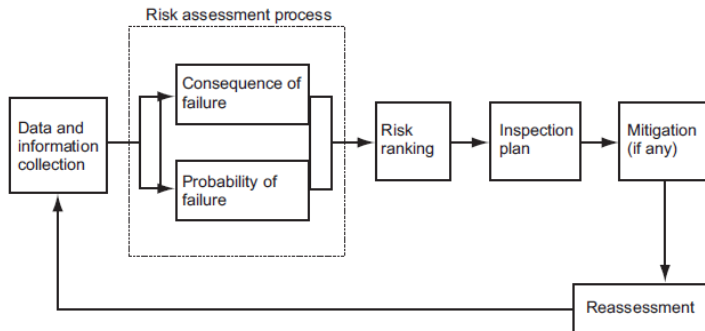 Risk assessment process
Consequence of
failure
Data and
information
collection
Probability of
failure
Risk
ranking
Inspection
plan
Mitigation
(if any)
Reassessment